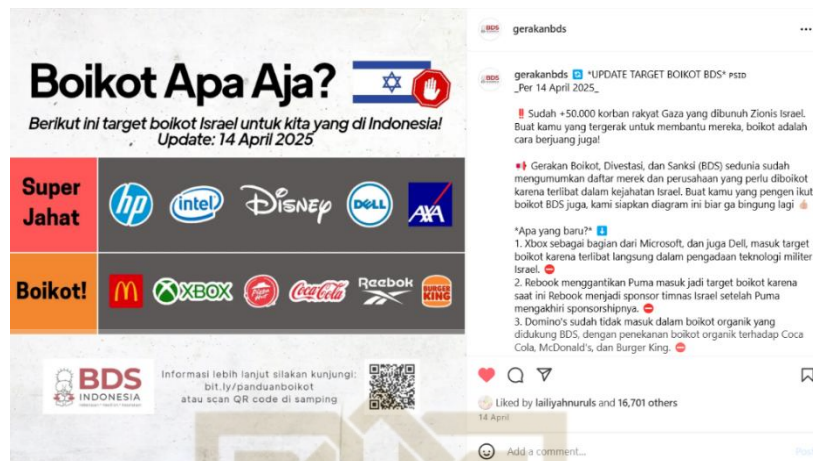 Boikot Apa Aja?
Berikut ini target boikot Israel untuk kita yang di Indonesia!
Update: 14 April 2025
Super
Jahat
hp
intel
Disney
DELL
AXA
Boikot!
M
XBOX
Pizza Hut
Coca-Cola
Reebok
BURGER
KING
BDS
INDONESIA
Informasi lebih lanjut silakan kunjungi:
bit.ly/panduanboikot
atau scan QR code di samping
BDS
gerakanbds
BDS
gerakanbds *UPDATE TARGET BOIKOT BDS* PSID
_Per 14 April 2025_
‼️ Sudah +50.000 korban rakyat Gaza yang dibunuh Zionis Israel.
Buat kamu yang tergerak untuk membantu mereka, boikot adalah
cara berjuang juga!
Gerakan Boikot, Divestasi, dan Sanksi (BDS) sedunia sudah
mengumumkan daftar merek dan perusahaan yang perlu diboikot
karena terlibat dalam kejahatan Israel. Buat kamu yang pengen ikut
boikot BDS juga, kami siapkan diagram ini biar ga bingung lagi
*Apa yang baru?*
1. Xbox sebagai bagian dari Microsoft, dan juga Dell, masuk target
boikot karena terlibat langsung dalam pengadaan teknologi militer
Israel.
2. Rebook menggantikan Puma masuk jadi target boikot karena
saat ini Rebook menjadi sponsor timnas Israel setelah Puma
mengakhiri sponsorshipnya.
3. Domino's sudah tidak masuk dalam boikot organik yang
didukung BDS, dengan penekanan boikot organik terhadap Coca
Cola, McDonald's, dan Burger King.
Liked by lailiyahnuruls and 16,701 others
14 April
Add a comment...
Post